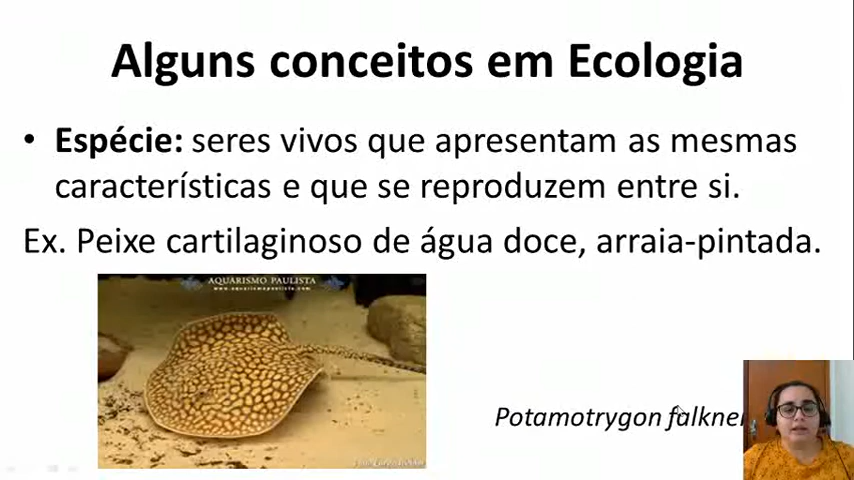 Alguns conceitos em Ecologia
• Espécie: seres vivos que apresentam as mesmas
características e que se reproduzem entre si.
Ex. Peixe cartilaginoso de água doce, arraia-pintada.
AQUARISMO PAULISTA
www.aquarismopaulista.com
Potamotrygon